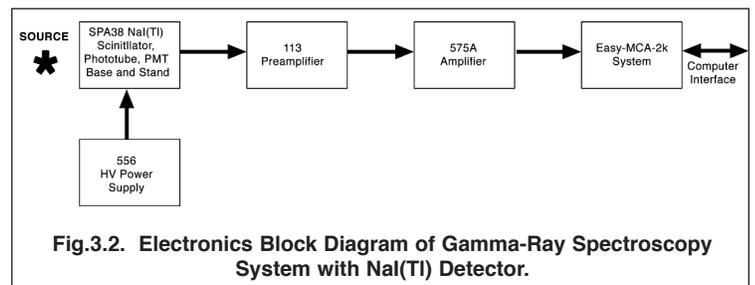 SOURCE
SPA38 NaI(Tl)
Scinitllator,
Phototube, PMT
Base and Stand
113
Preamplifier
575A
Amplifier
Easy-MCA-2k
System
Computer
Interface
556
HV Power
Supply
Fig.3.2. Electronics Block Diagram of Gamma-Ray Spectroscopy
System with NaI(Tl) Detector.